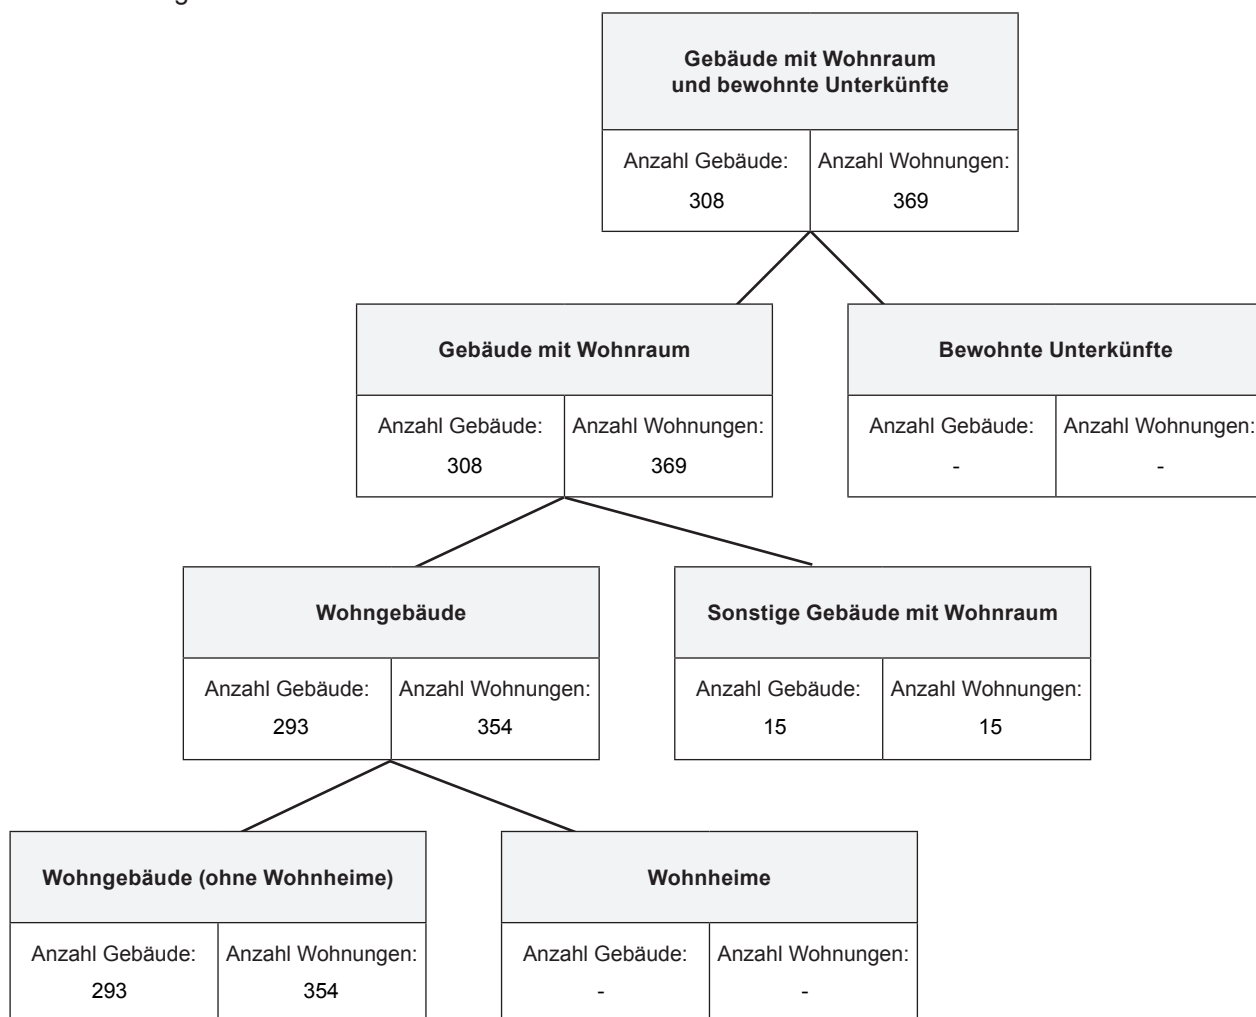 Gebäude mit Wohnraum
und bewohnte Unterkünfte
Anzahl Gebäude: Anzahl Wohnungen:
308 369
Gebäude mit Wohnraum
Anzahl Gebäude: Anzahl Wohnungen:
308 369
Bewohnte Unterkünfte
Anzahl Gebäude: Anzahl Wohnungen:
- -
Wohngebäude
Anzahl Gebäude: Anzahl Wohnungen:
293 354
Sonstige Gebäude mit Wohnraum
Anzahl Gebäude: Anzahl Wohnungen:
15 15
Wohngebäude (ohne Wohnheime)
Anzahl Gebäude: Anzahl Wohnungen:
293 354
Wohnheime
Anzahl Gebäude: Anzahl Wohnungen:
- -